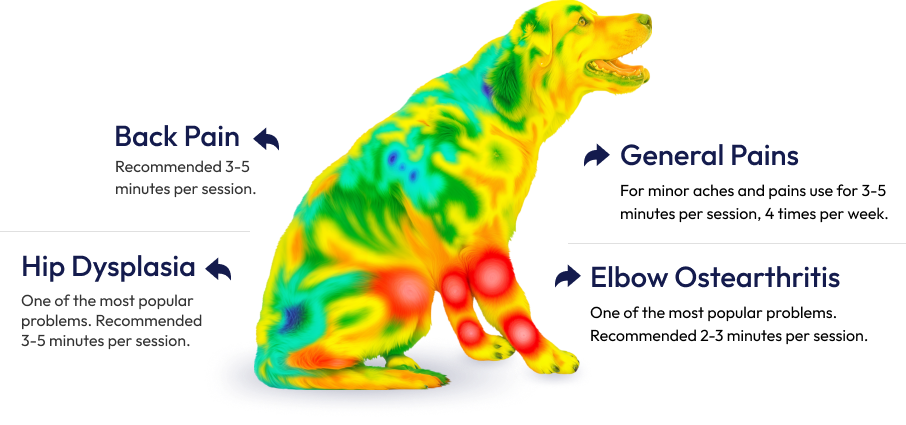 Back Pain
Recommended 3-5
minutes per session.
Hip Dysplasia
One of the most popular
problems. Recommended
3-5 minutes per session.
General Pains
For minor aches and pains use for 3-5
minutes per session, 4 times per week.
Elbow Ostearthritis
One of the most popular problems.
Recommended 2-3 minutes per session.